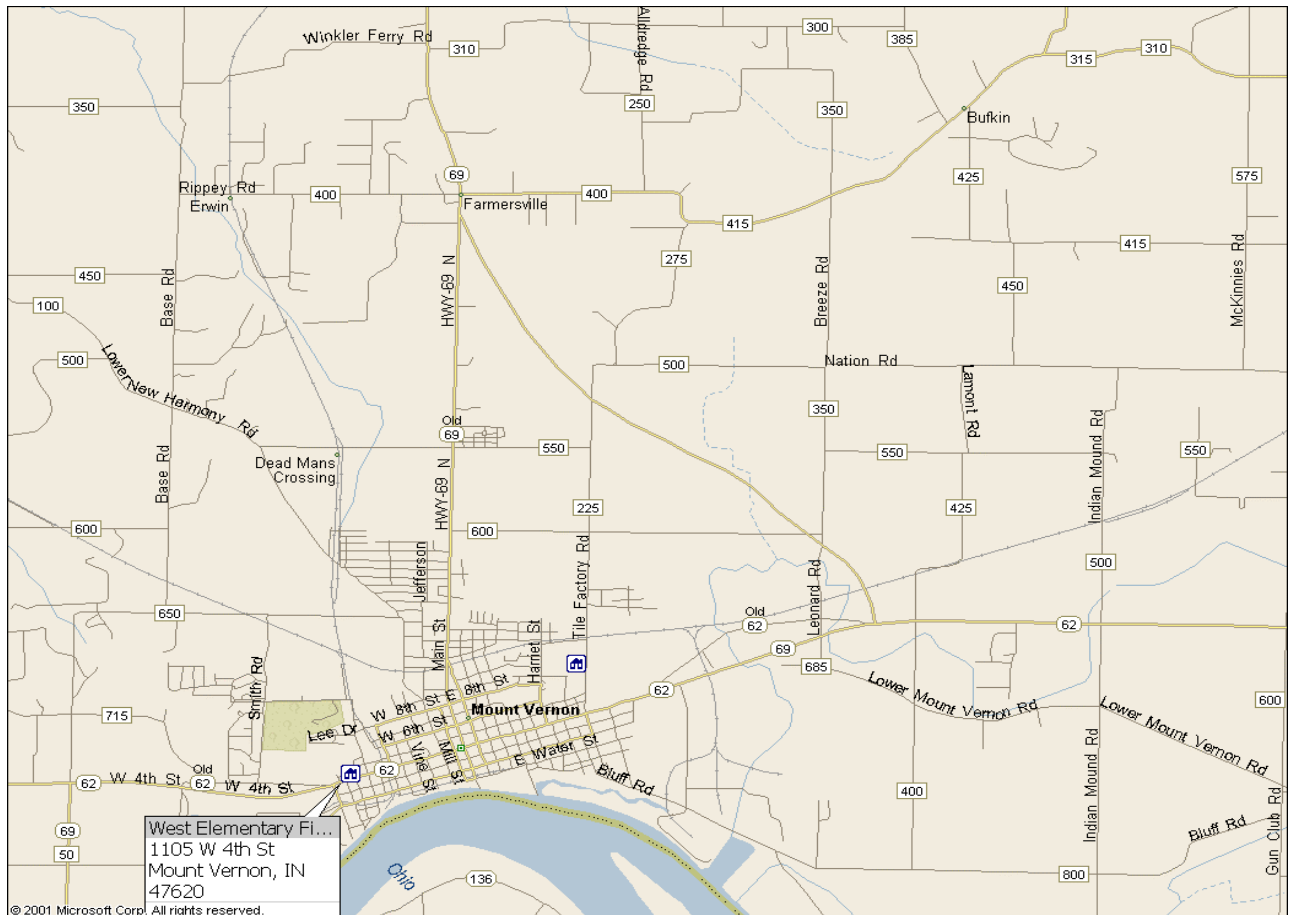 Winkler Ferry Rd
310
Alldredge Rd
300
385
315
310
350
250
350
Bufkin
69
425
575
Rippey Rd
Erwin
400
Farmersville
400
415
415
McKinnies Rd
275
450
Base Rd
HWY-69 N
Breeze Rd
450
100
500
Lower New Harmony Rd
500
Nation Rd
Lamont Rd
350
Old
69
550
Indian Mound Rd
550
550
Dead Mans
Crossing
Base Rd
HWY-69 N
225
425
600
600
Jefferson
Tile Factory Rd
Leonard Rd
500
650
Old
62
62
Main St
Harriet St
69
685
Smith Rd
W 8th St
E 8th St
62
Lower Mount Vernon Rd
600
715
Lee Dr
W 6th St
Mount Vernon
Lower Mount Vernon Rd
Vine St
Mill St
E Water St
Indian Mound Rd
62
W 4th St
Old
62
W 4th St
62
Bluff Rd
400
69
50
Bluff Rd
Gun Club Rd
West Elementary Fi...
1105 W 4th St
Mount Vernon, IN
47620
Ohio
136
800
© 2001 Microsoft Corp
All rights reserved.